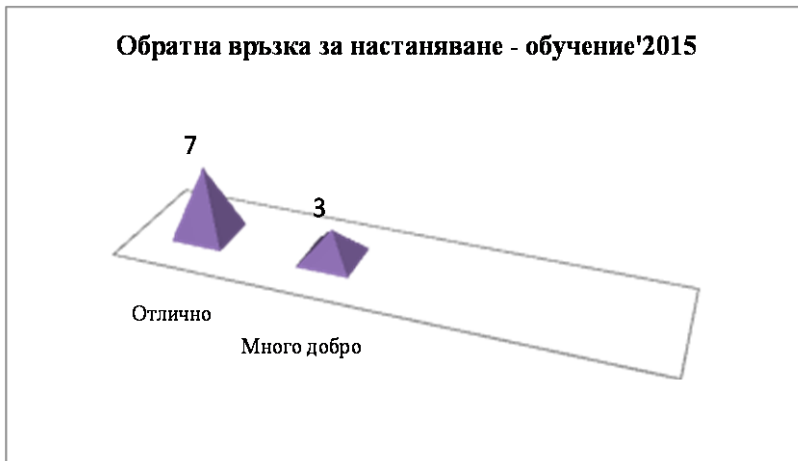 Обратна връзка за настаняване - обучение'2015
7
3
Отлично
Много добро